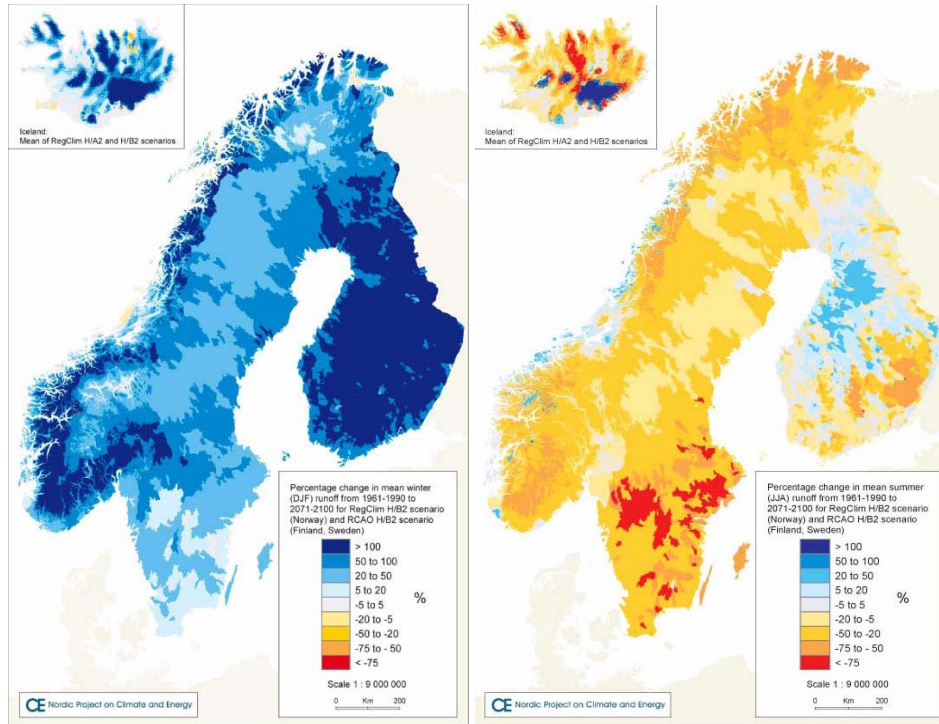 Iceland:
Mean of RegClim H/A2 and H/B2 scenarios
Percentage change in mean winter
(DJF) runoff from 1961-1990 to
2071-2100 for RegClim H/B2 scenario
(Norway) and RCAO H/B2 scenario
(Finland, Sweden)
> 100
50 to 100
20 to 50
5 to 20
-5 to 5
-20 to -5
-50 to -20
-75 to - 50
< -75
%
Scale 1 : 9 000 000
0 Km 200
CE Nordic Project on Climate and Energy
Iceland:
Mean of RegClim H/A2 and H/B2 scenarios
Percentage change in mean summer
(JJA) runoff from 1961-1990 to
2071-2100 for RegClim H/B2 scenario
(Norway) and RCAO H/B2 scenario
(Finland, Sweden)
> 100
50 to 100
20 to 50
5 to 20
-5 to 5
-20 to -5
-50 to -20
-75 to - 50
< -75
%
Scale 1 : 9 000 000
0 Km 200
CE Nordic Project on Climate and Energy